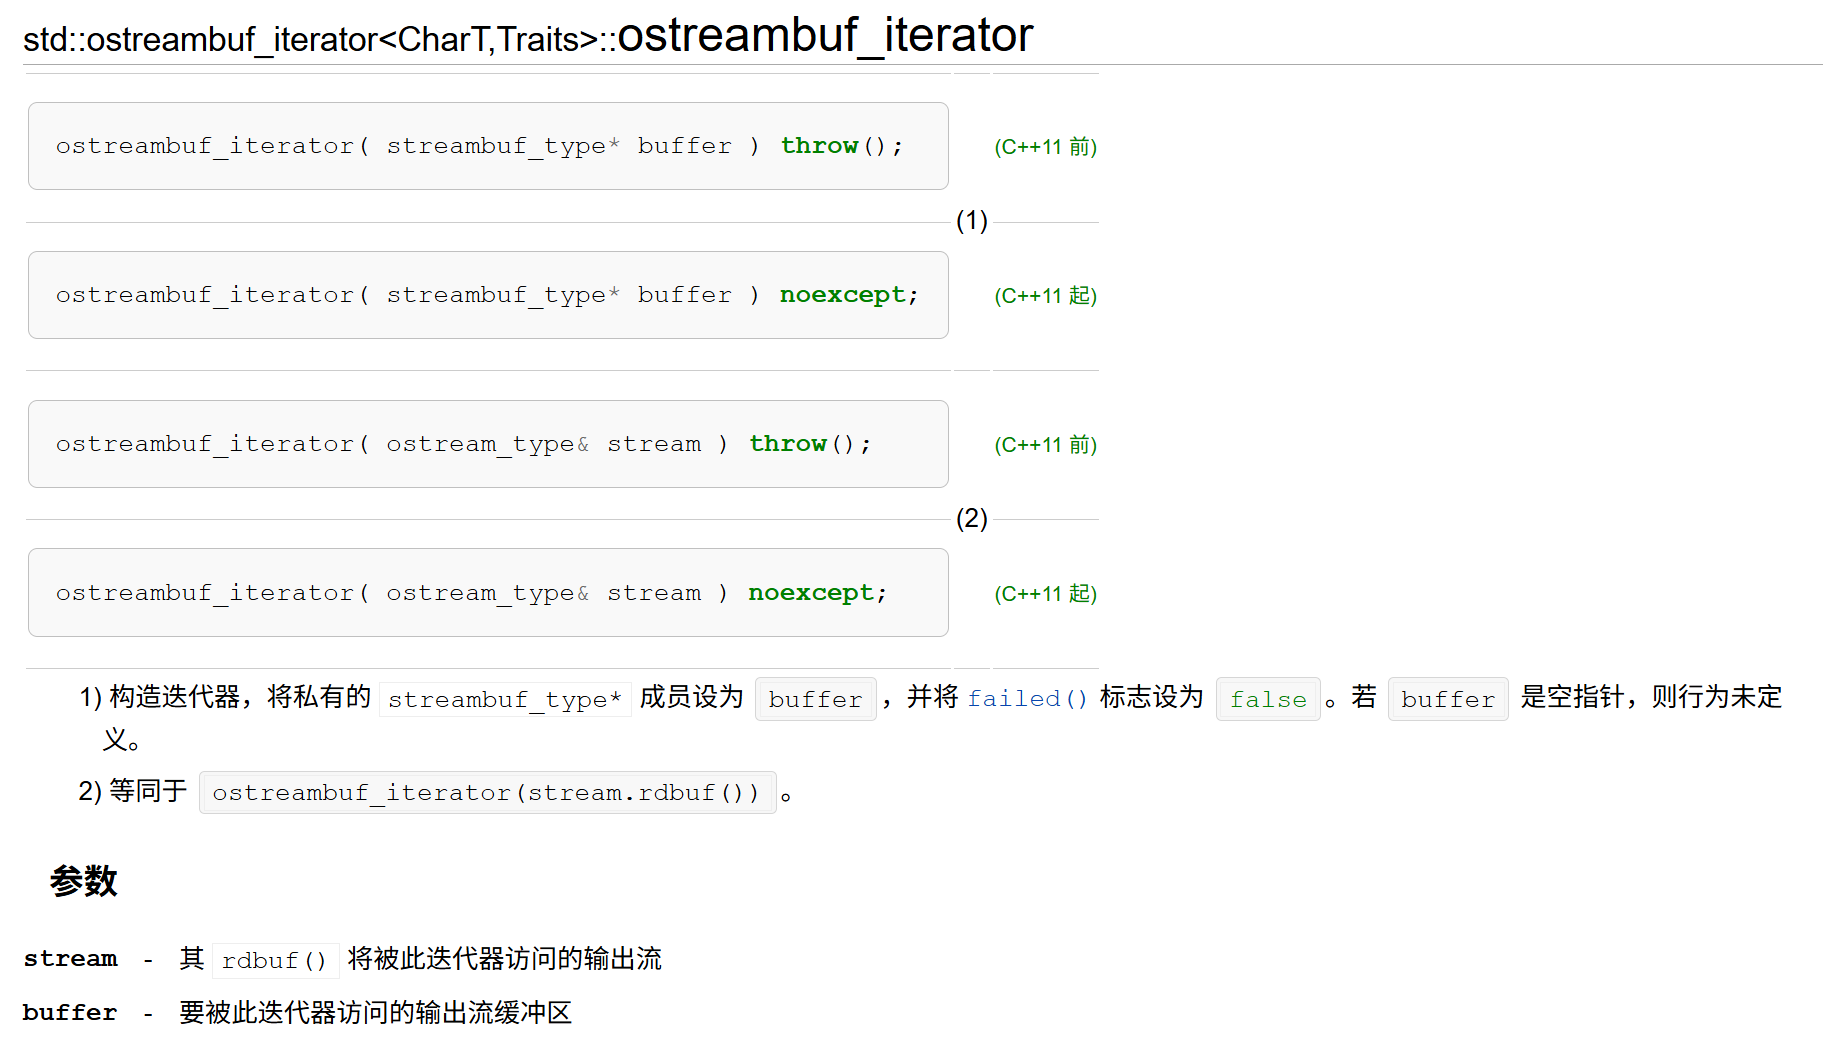 std::ostreambuf_iterator<CharT,Traits>::ostreambuf_iterator
ostreambuf_iterator( streambuf_type* buffer ) throw(); (C++11 前)
(1)
ostreambuf_iterator( streambuf_type* buffer ) noexcept; (C++11 起)
ostreambuf_iterator( ostream_type& stream ) throw(); (C++11 前)
(2)
ostreambuf_iterator( ostream_type& stream ) noexcept; (C++11 起)
1) 构造迭代器，将私有的 streambuf_type* 成员设为 buffer ，并将 failed() 标志设为 false 。若 buffer 是空指针，则行为未定
义。
2) 等同于 ostreambuf_iterator(stream.rdbuf()) 。
参数
stream - 其 rdbuf() 将被此迭代器访问的输出流
buffer - 要被此迭代器访问的输出流缓冲区